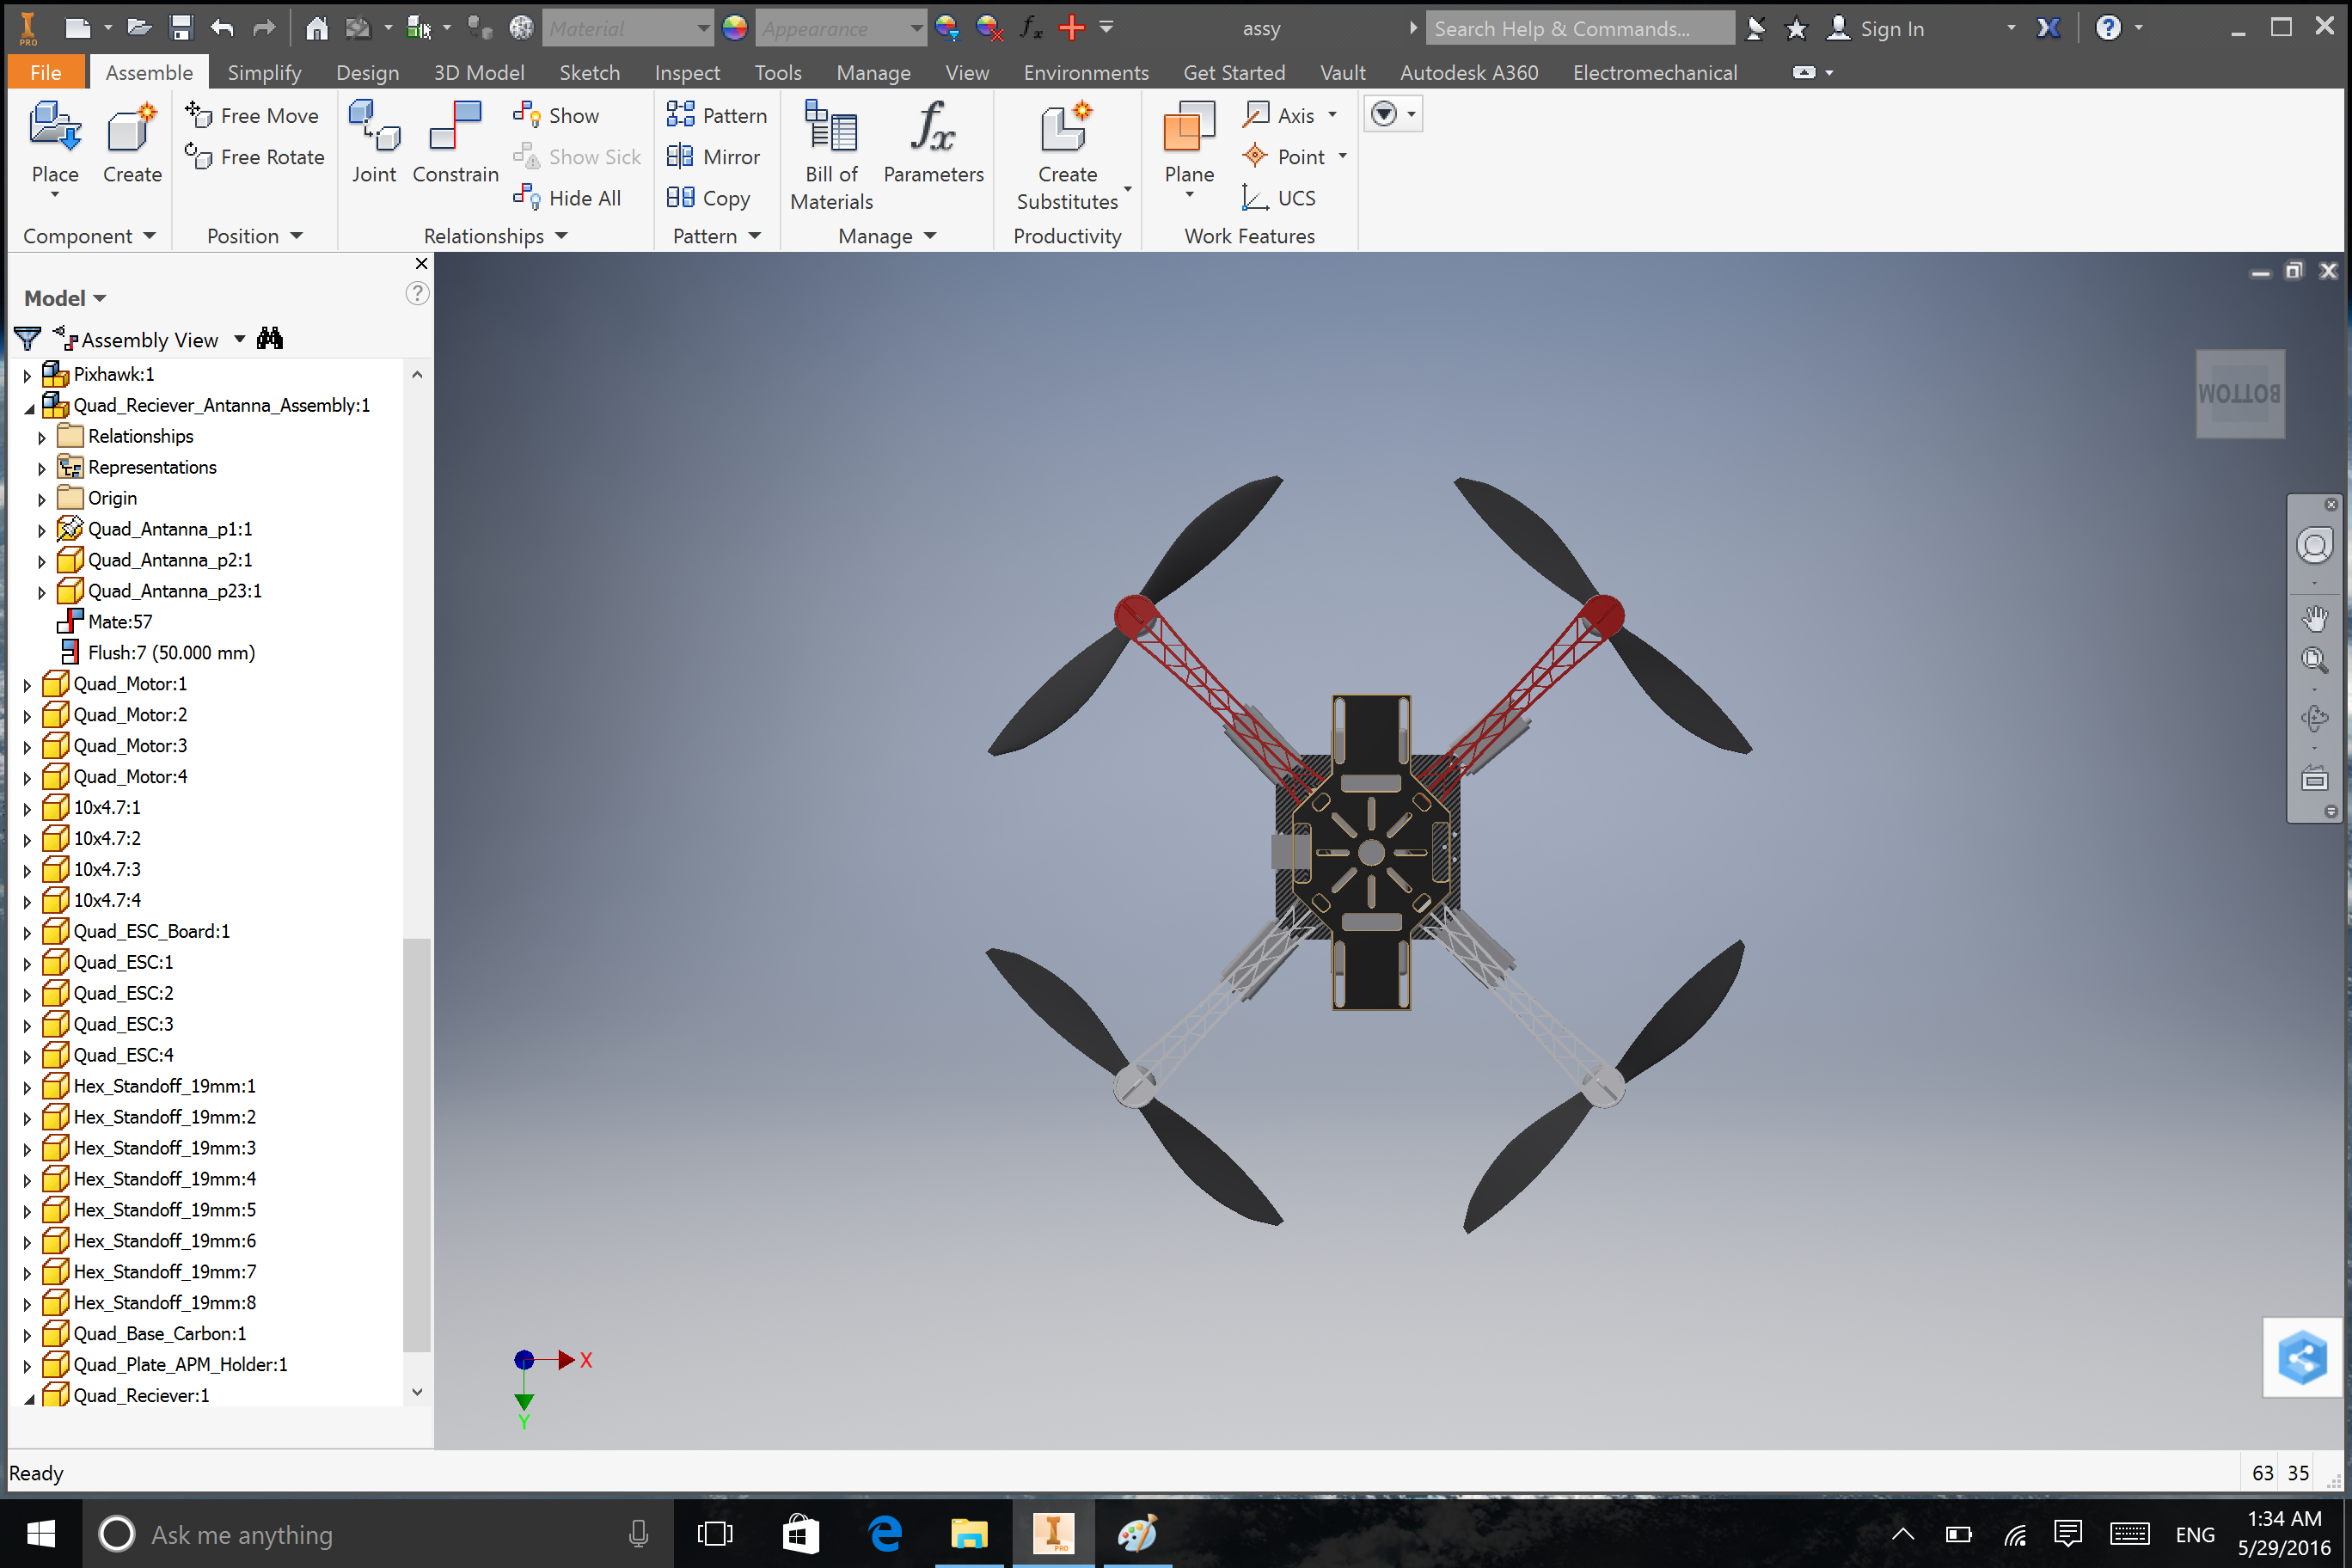 PRO
Material
Appearance
fx
assy
Search Help & Commands...
Sign In
File
Assemble
Simplify
Design
3D Model
Sketch
Inspect
Tools
Manage
View
Environments
Get Started
Vault
Autodesk A360
Electromechanical
Place
Create
Free Move
Free Rotate
Joint
Constrain
Show
Show Sick
Hide All
Pattern
Mirror
Copy
Bill of
Materials
fx
Parameters
Create
Substitutes
Plane
Axis
Point
UCS
Component
Position
Relationships
Pattern
Manage
Productivity
Work Features
Model
Assembly View
Pixhawk:1
Quad_Reciever_Antanna_Assembly:1
Relationships
Representations
Origin
Quad_Antanna_p1:1
Quad_Antanna_p2:1
Quad_Antanna_p23:1
Mate:57
Flush:7 (50.000 mm)
Quad_Motor:1
Quad_Motor:2
Quad_Motor:3
Quad_Motor:4
10x4.7:1
10x4.7:2
10x4.7:3
10x4.7:4
Quad_ESC_Board:1
Quad_ESC:1
Quad_ESC:2
Quad_ESC:3
Quad_ESC:4
Hex_Standoff_19mm:1
Hex_Standoff_19mm:2
Hex_Standoff_19mm:3
Hex_Standoff_19mm:4
Hex_Standoff_19mm:5
Hex_Standoff_19mm:6
Hex_Standoff_19mm:7
Hex_Standoff_19mm:8
Quad_Base_Carbon:1
Quad_Plate_APM_Holder:1
Quad_Reciever:1
BOTTOM
X
Y
Ready
63 35
Ask me anything
PRO
ENG
1:34 AM
5/29/2016